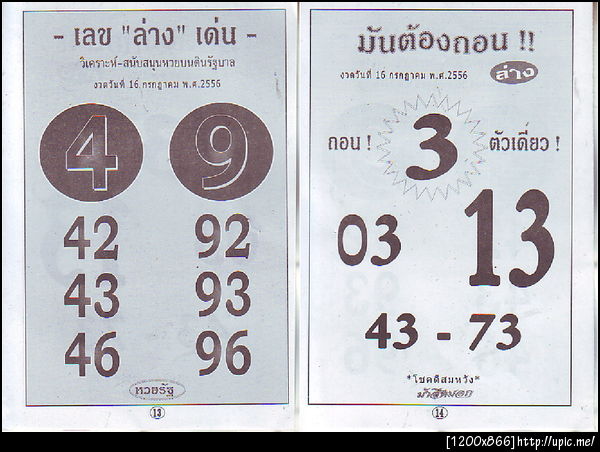 - เลข "ล่าง" เด่น -
วิเคราะห์-สนับสนุนหวยบนดินรัฐบาล
งวดวันที่ 16 กรกฎาคม พ.ศ.2556
4 9
42 92
43 93
46 96
หวยรัฐ
13
มันต้องถอน !!
งวดวันที่ 16 กรกฎาคม พ.ศ.2556 ล่าง
ถอน ! 3 ตัวเดี่ยว !
03 13
43 - 73
*โชคดีสมหวัง*
14
[1200x866]http://upic.me/